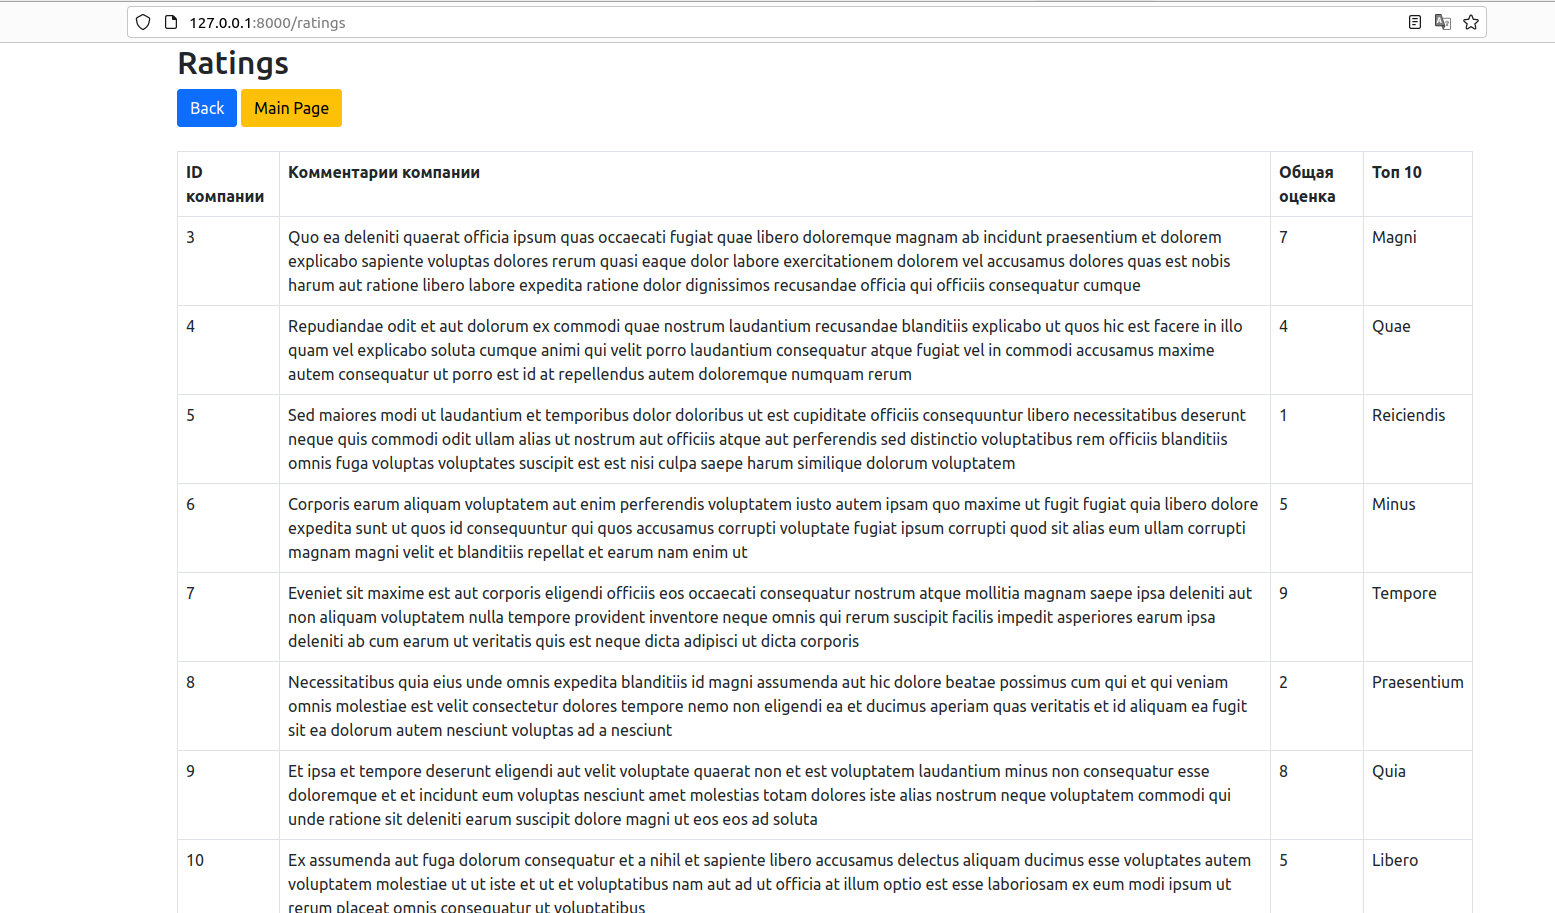 127.0.0.1:8000/ratings
Ratings
Back Main Page
ID компании Комментарии компании Общая оценка Топ 10
3 Quo ea deleniti quaerat officia ipsum quas occaecati fugiat quae libero doloremque magnam ab incidunt praesentium et dolorem 7 Magni
explicabo sapiente voluptas dolores rerum quasi eaque dolor labore exercitationem dolorem vel accusamus dolores quas est nobis
harum aut ratione libero labore expedita ratione dolor dignissimos recusandae officia qui officiis consequatur cumque
4 Repudiandae odit et aut dolorum ex commodi quae nostrum laudantium recusandae blanditiis explicabo ut quos hic est facere in illo 4 Quae
quam vel explicabo soluta cumque animi qui velit porro laudantium consequatur atque fugiat vel in commodi accusamus maxime
autem consequatur ut porro est id at repellendus autem doloremque numquam rerum
5 Sed maiores modi ut laudantium et temporibus dolor doloribus ut est cupiditate officiis consequuntur libero necessitatibus deserunt 1 Reiciendis
neque quis commodi odit ullam alias ut nostrum aut officiis atque aut perferendis sed distinctio voluptatibus rem officiis blanditiis
omnis fuga voluptas voluptates suscipit est est nisi culpa saepe harum similique dolorum voluptatem
6 Corporis earum aliquam voluptatem aut enim perferendis voluptatem iusto autem ipsam quo maxime ut fugit fugiat quia libero dolore 5 Minus
expedita sunt ut quos id consequuntur qui quos accusamus corrupti voluptate fugiat ipsum corrupti quod sit alias eum ullam corrupti
magnam magni velit et blanditiis repellat et earum nam enim ut
7 Eveniet sit maxime est aut corporis eligendi officiis eos occaecati consequatur nostrum atque mollitia magnam saepe ipsa deleniti aut 9 Tempore
non aliquam voluptatem nulla tempore provident inventore neque omnis qui rerum suscipit facilis impedit asperiores earum ipsa
deleniti ab cum earum ut veritatis quis est neque dicta adipisci ut dicta corporis
8 Necessitatibus quia eius unde omnis expedita blanditiis id magni assumenda aut hic dolore beatae possimus cum qui et qui veniam 2 Praesentium
omnis molestiae est velit consectetur dolores tempore nemo non eligendi ea et ducimus aperiam quas veritatis et id aliquam ea fugit
sit ea dolorum autem nesciunt voluptas ad a nesciunt
9 Et ipsa et tempore deserunt eligendi aut velit voluptate quaerat non et est voluptatem laudantium minus non consequatur esse 8 Quia
doloremque et et incidunt eum voluptas nesciunt amet molestias totam dolores iste alias nostrum neque voluptatem commodi qui
unde ratione sit deleniti earum suscipit dolore magni ut eos eos ad soluta
10 Ex assumenda aut fuga dolorum consequatur et a nihil et sapiente libero accusamus delectus aliquam ducimus esse voluptates autem 5 Libero
voluptatem molestiae ut ut iste et ut et voluptatibus nam aut ad ut officia at illum optio est esse laboriosam ex eum modi ipsum ut
rerum placeat omnis consequatur ut voluptatibus